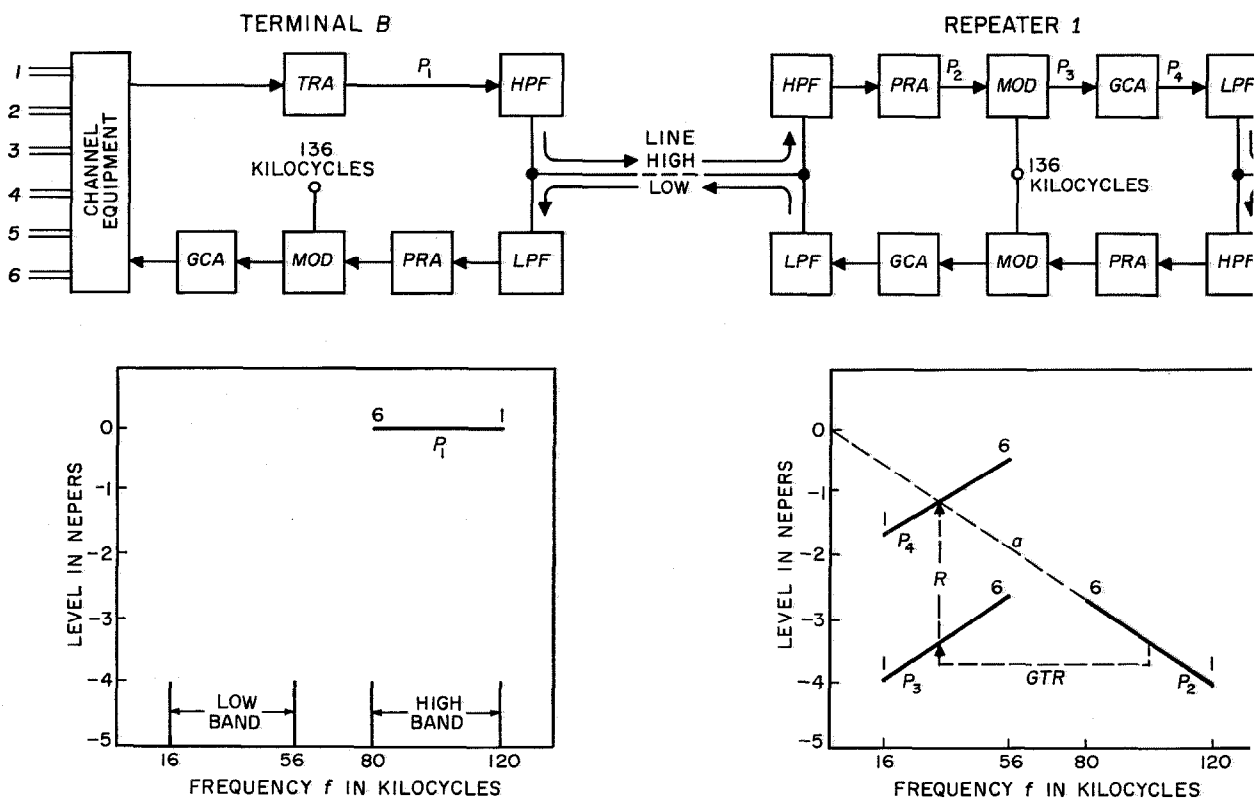 TERMINAL B
REPEATER 1
1
2
3
4
5
6
CHANNEL
EQUIPMENT
TRA
P1
HPF
136
KILOCYCLES
GCA
MOD
PRA
LPF
LINE
HIGH
LOW
HPF
PRA
P2
MOD
P3
GCA
P4
LPF
136
KILOCYCLES
LPF
GCA
MOD
PRA
HPF
LEVEL IN NEPERS
0
-1
-2
-3
-4
-5
6
1
P1
LOW
BAND
HIGH
BAND
16
56
80
120
FREQUENCY f IN KILOCYCLES
LEVEL IN NEPERS
0
-1
-2
-3
-4
-5
6
1
P4
a
R
6
6
1
P3
GTR
1
P2
16
56
80
120
FREQUENCY f IN KILOCYCLES